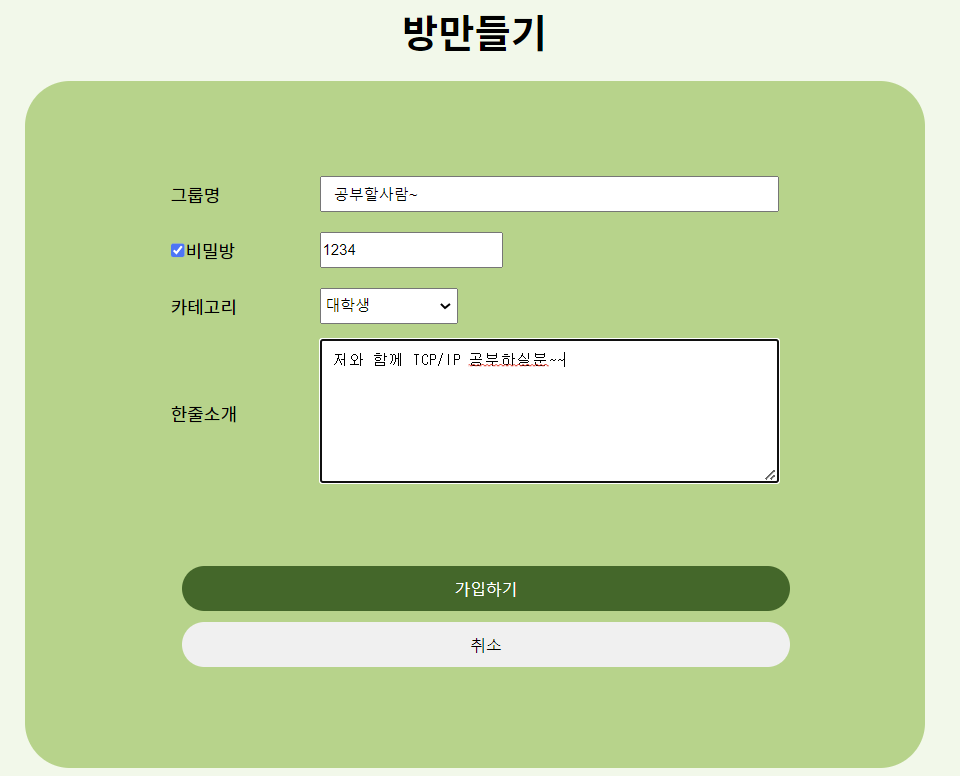 방만들기
그룹명 공부할사람~
비밀방 1234
카테고리 대학생
한줄소개 저와 함께 TCP/IP 공부하실분~~
가입하기
취소